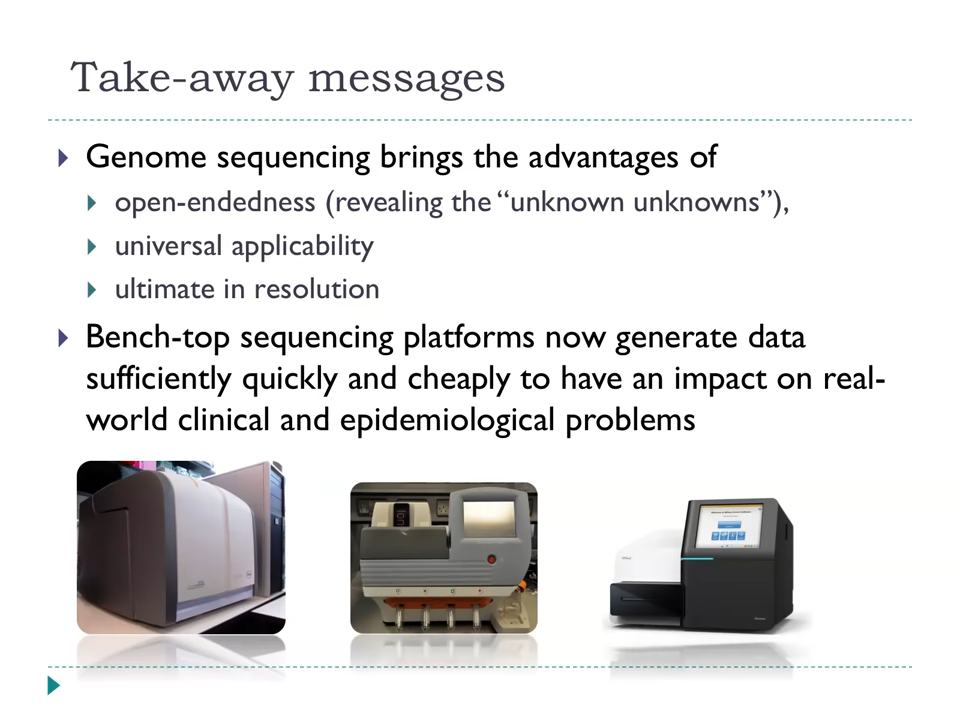 Take-away messages
Genome sequencing brings the advantages of
open-endedness (revealing the “unknown unknowns”),
universal applicability
ultimate in resolution
Bench-top sequencing platforms now generate data
sufficiently quickly and cheaply to have an impact on real-
world clinical and epidemiological problems
ion